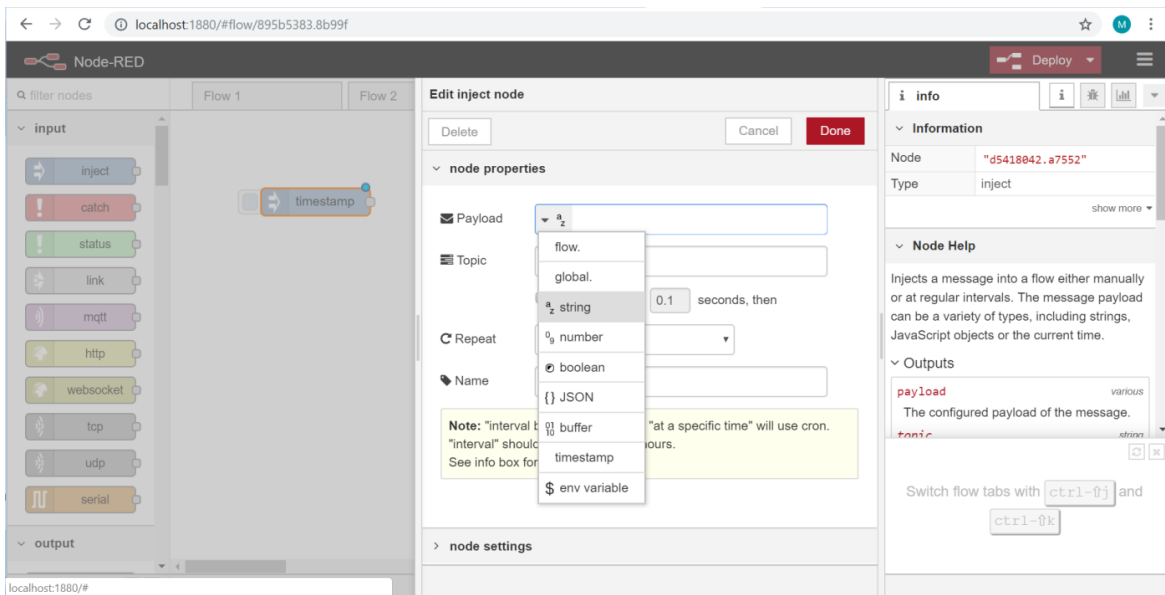 localhost:1880/#flow/895b5383.8b99f
M
Node-RED
Deploy
filter nodes
Flow 1
Flow 2
input
inject
catch
status
link
mqtt
http
websocket
tcp
udp
serial
output
timestamp
localhost:1880/#
Edit inject node
Delete
Cancel
Done
node properties
Payload
az
Topic
0.1 seconds, then
Repeat
Name
flow.
global.
az string
09 number
boolean
{} JSON
0110 buffer
timestamp
$ env variable
Note: "interval "at a specific time" will use cron.
"interval" ours.
See info box for
node settings
i info
i
Information
Node "d5418042.a7552"
Type inject
show more
Node Help
Injects a message into a flow either manually
or at regular intervals. The message payload
can be a variety of types, including strings,
JavaScript objects or the current time.
Outputs
payload various
The configured payload of the message.
topic string
Switch flow tabs with ctrl-⇧j and
ctrl-⇧k